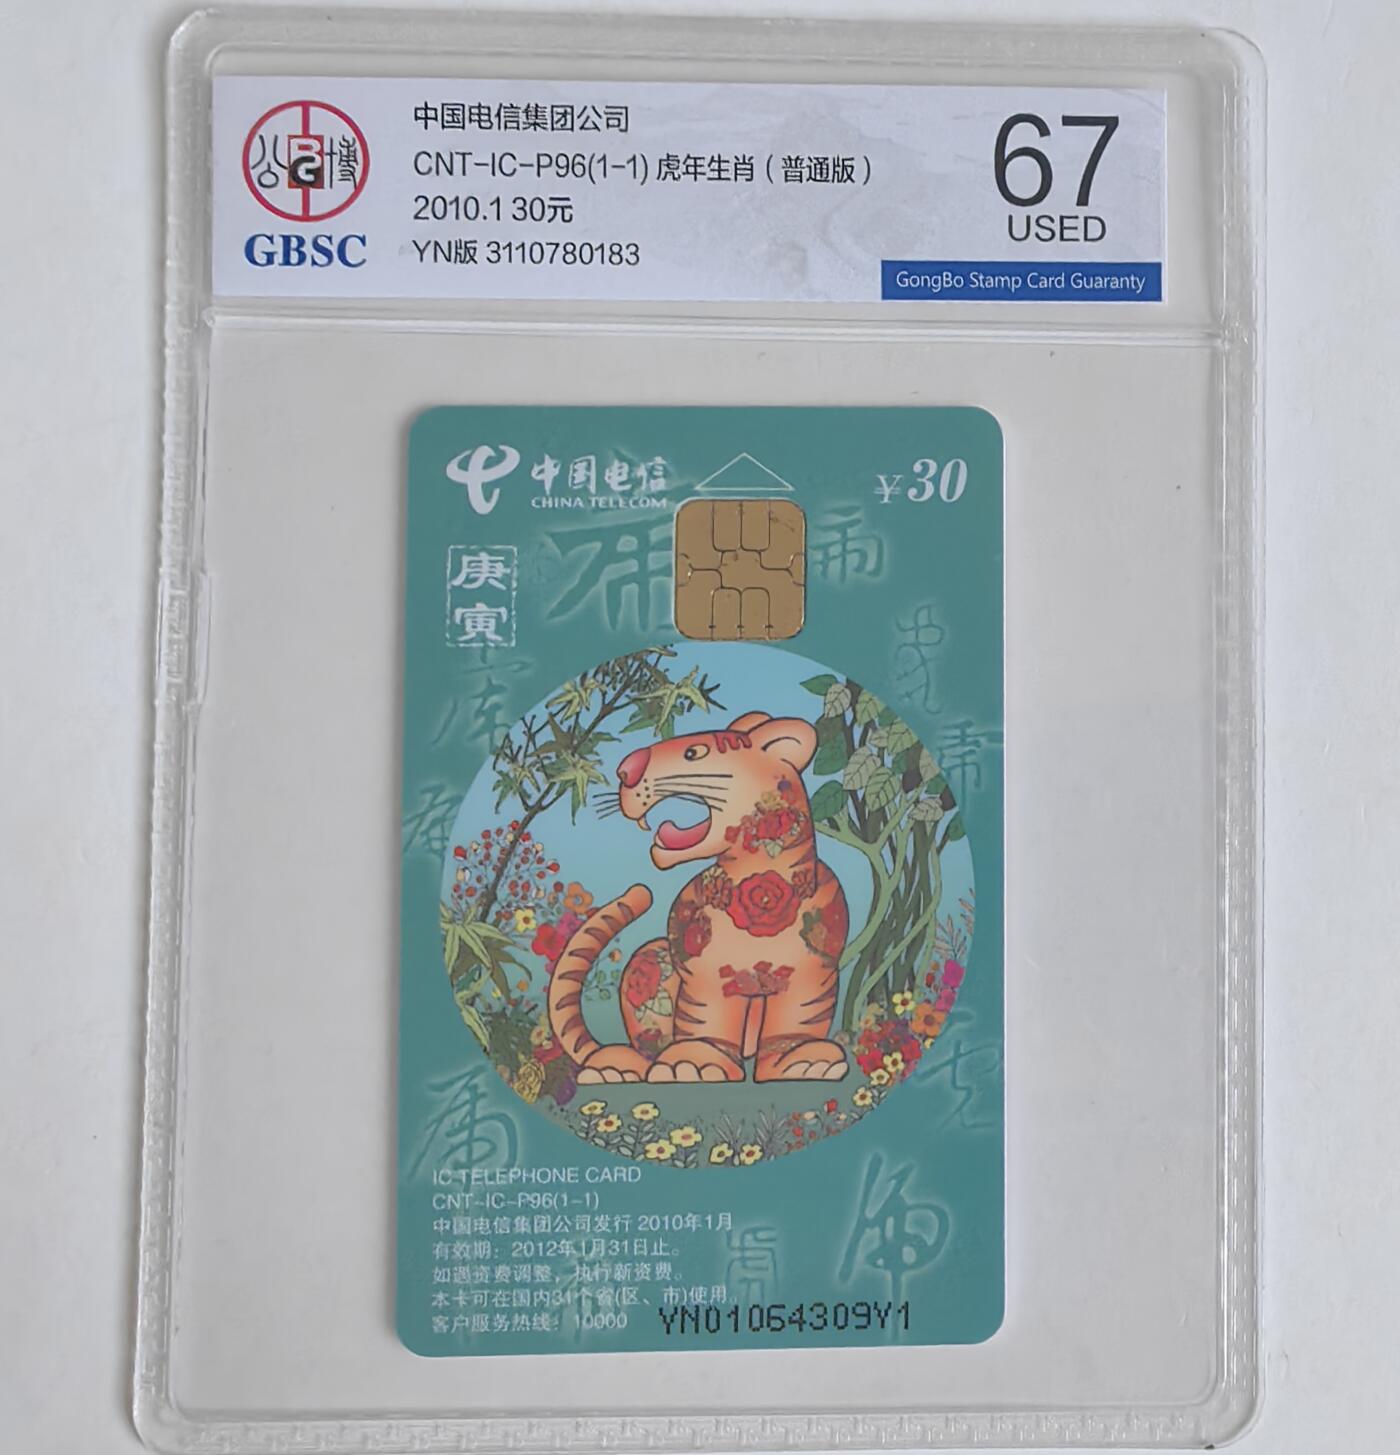 中国电信集团公司
CNT-IC-P96(1-1) 虎年生肖（普通版）
2010.1 30元
YN版 3110780183
公 BG 博
GBSC
67
USED
GongBo Stamp Card Guaranty
中国电信
CHINA TELECOM
¥30
庚
寅
IC TELEPHONE CARD
CNT-IC-P96(1-1)
中国电信集团公司发行 2010年1月
有效期：2012年1月31日止。
如遇资费调整，执行新资费。
本卡可在国内31个省(区、市)使用。
客户服务热线：10000
YN01064309Y1